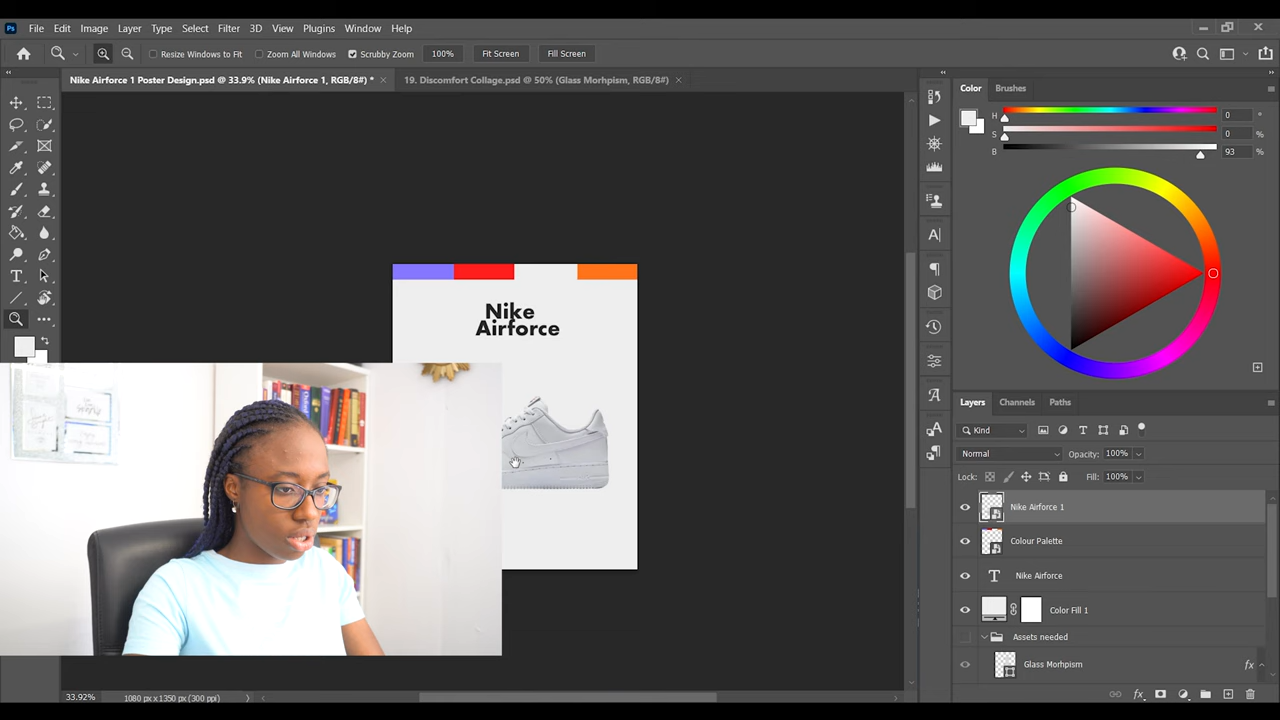 Ps File Edit Image Layer Type Select Filter 3D View Plugins Window Help
Resize Windows to Fit Zoom All Windows Scrubby Zoom 100% Fit Screen Fill Screen
Nike Airforce 1 Poster Design.psd @ 33.9% (Nike Airforce 1, RGB/8#) * × 19. Discomfort Collage.psd @ 50% (Glass Morhpism, RGB/8#) ×
Color Brushes
H 0 °
S 0 %
B 93 %
Nike
Airforce
Layers Channels Paths
Kind
Normal Opacity: 100%
Lock: Fill: 100%
Nike Airforce 1
Colour Palette
T Nike Airforce
Color Fill 1
Assets needed
Glass Morhpism fx
33.92% 1080 px x 1350 px (300 ppi)
fx